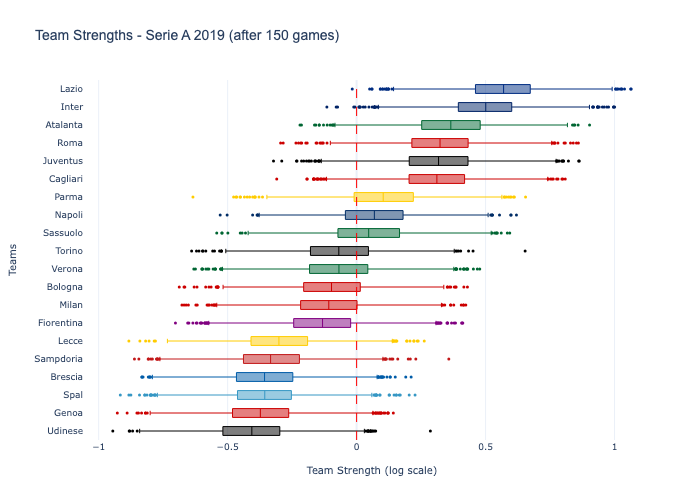 Team Strengths - Serie A 2019 (after 150 games)
Lazio
Inter
Atalanta
Roma
Juventus
Cagliari
Parma
Napoli
Sassuolo
Torino
Verona
Bologna
Milan
Fiorentina
Lecce
Sampdoria
Brescia
Spal
Genoa
Udinese
Teams
−1
−0.5
0
0.5
1
Team Strength (log scale)